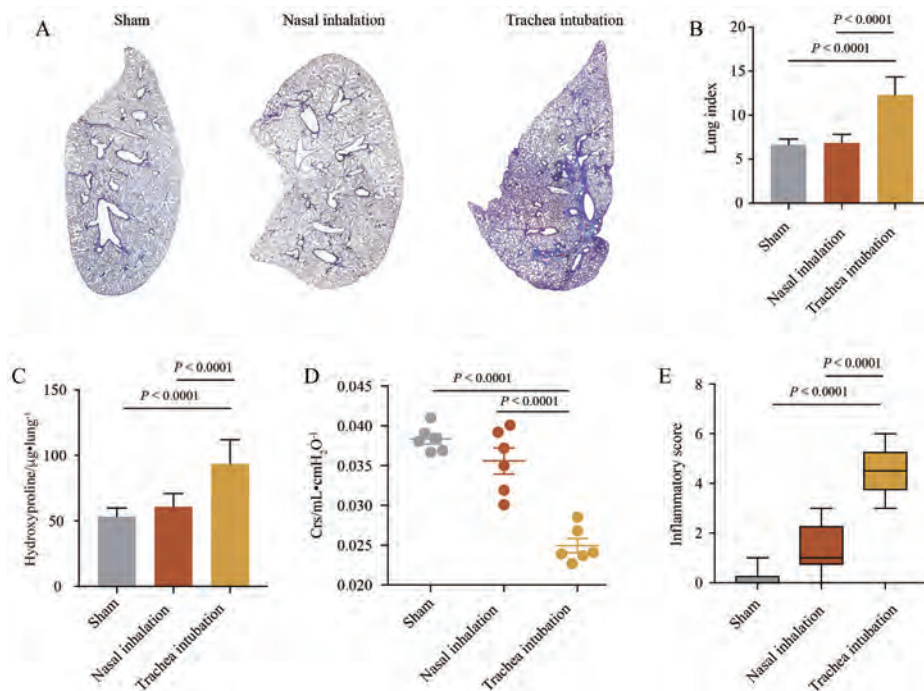 A
Sham
Nasal inhalation
Trachea intubation
B
P < 0.0001
P < 0.0001
Lung index
20
15
10
5
0
Sham
Nasal inhalation
Trachea intubation
C
P < 0.0001
P < 0.0001
Hydroxyproline/μg•lung⁻¹
150
100
50
0
Sham
Nasal inhalation
Trachea intubation
D
P < 0.0001
P < 0.0001
Crs/mL•cmH₂O⁻¹
0.045
0.040
0.035
0.030
0.025
0.020
Sham
Nasal inhalation
Trachea intubation
E
P < 0.0001
P < 0.0001
Inflammatory score
8
6
4
2
0
Sham
Nasal inhalation
Trachea intubation